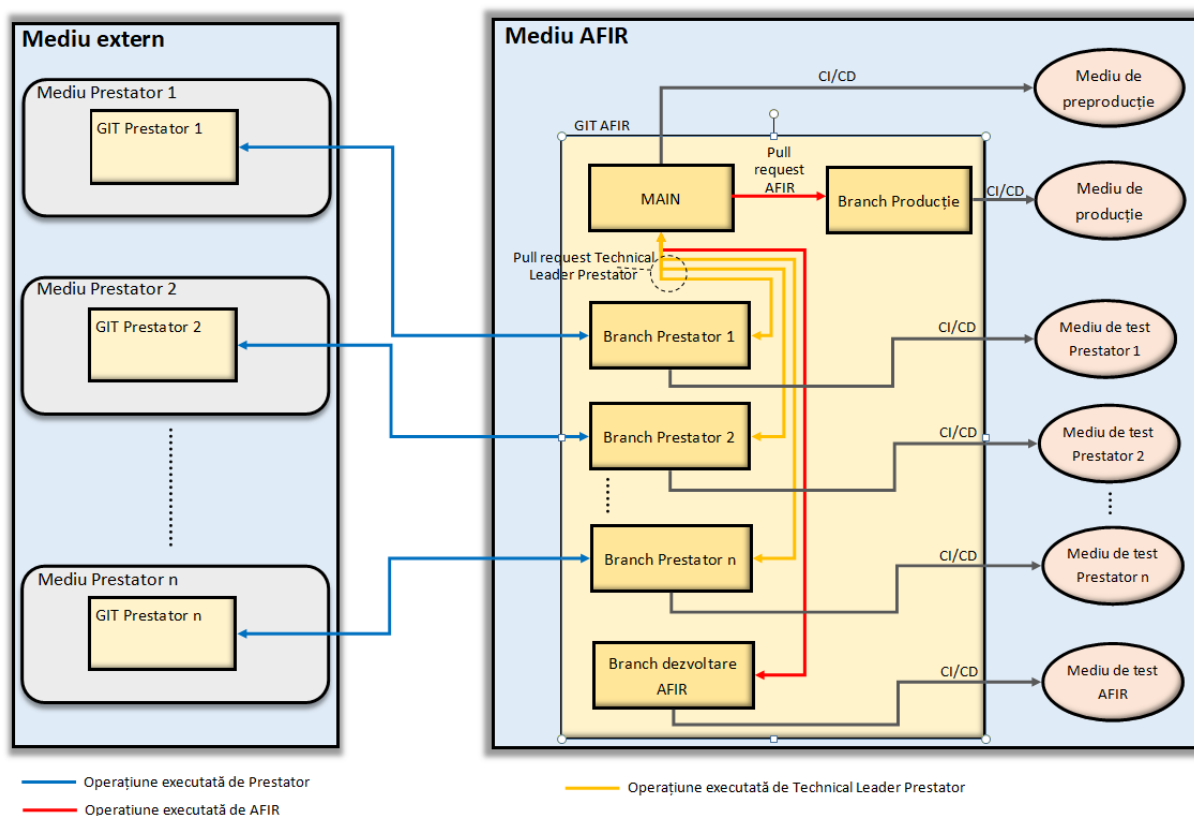 Mediu extern
Mediu Prestator 1
GIT Prestator 1
Mediu Prestator 2
GIT Prestator 2
Mediu Prestator n
GIT Prestator n
Mediu AFIR
CI/CD
Mediu de
preproducție
GIT AFIR
Pull
request
AFIR
MAIN
Branch Producție
CI/CD
Mediu de
producție
Pull request Technical
Leader Prestator
Branch Prestator 1
CI/CD
Mediu de test
Prestator 1
Branch Prestator 2
CI/CD
Mediu de test
Prestator 2
Branch Prestator n
CI/CD
Mediu de test
Prestator n
Branch dezvoltare
AFIR
CI/CD
Mediu de test
AFIR
Operațiune executată de Prestator
Operațiune executată de AFIR
Operațiune executată de Technical Leader Prestator